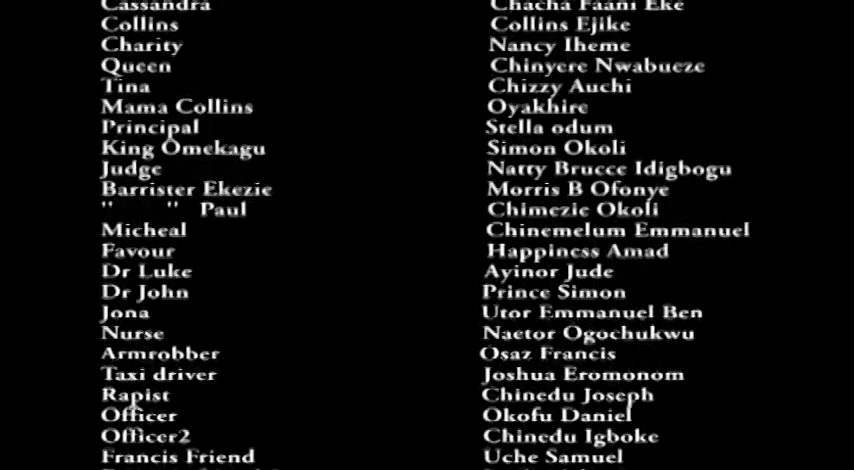 Cassandra Chacha Faani Eke
Collins Collins Ejike
Charity Nancy Iheme
Queen Chinyere Nwabueze
Tina Chizzy Auchi
Mama Collins Oyakhire
Principal Stella odum
King Omekagu Simon Okoli
Judge Natty Brucce Idigbogu
Barrister Ekezie Morris B Ofonye
" " Paul Chimezie Okoli
Micheal Chinemelum Emmanuel
Favour Happiness Amad
Dr Luke Ayinor Jude
Dr John Prince Simon
Jona Utor Emmanuel Ben
Nurse Naetor Ogochukwu
Armrobber Osaz Francis
Taxi driver Joshua Eromonom
Rapist Chinedu Joseph
Officer Okofu Daniel
Officer2 Chinedu Igboke
Francis Friend Uche Samuel